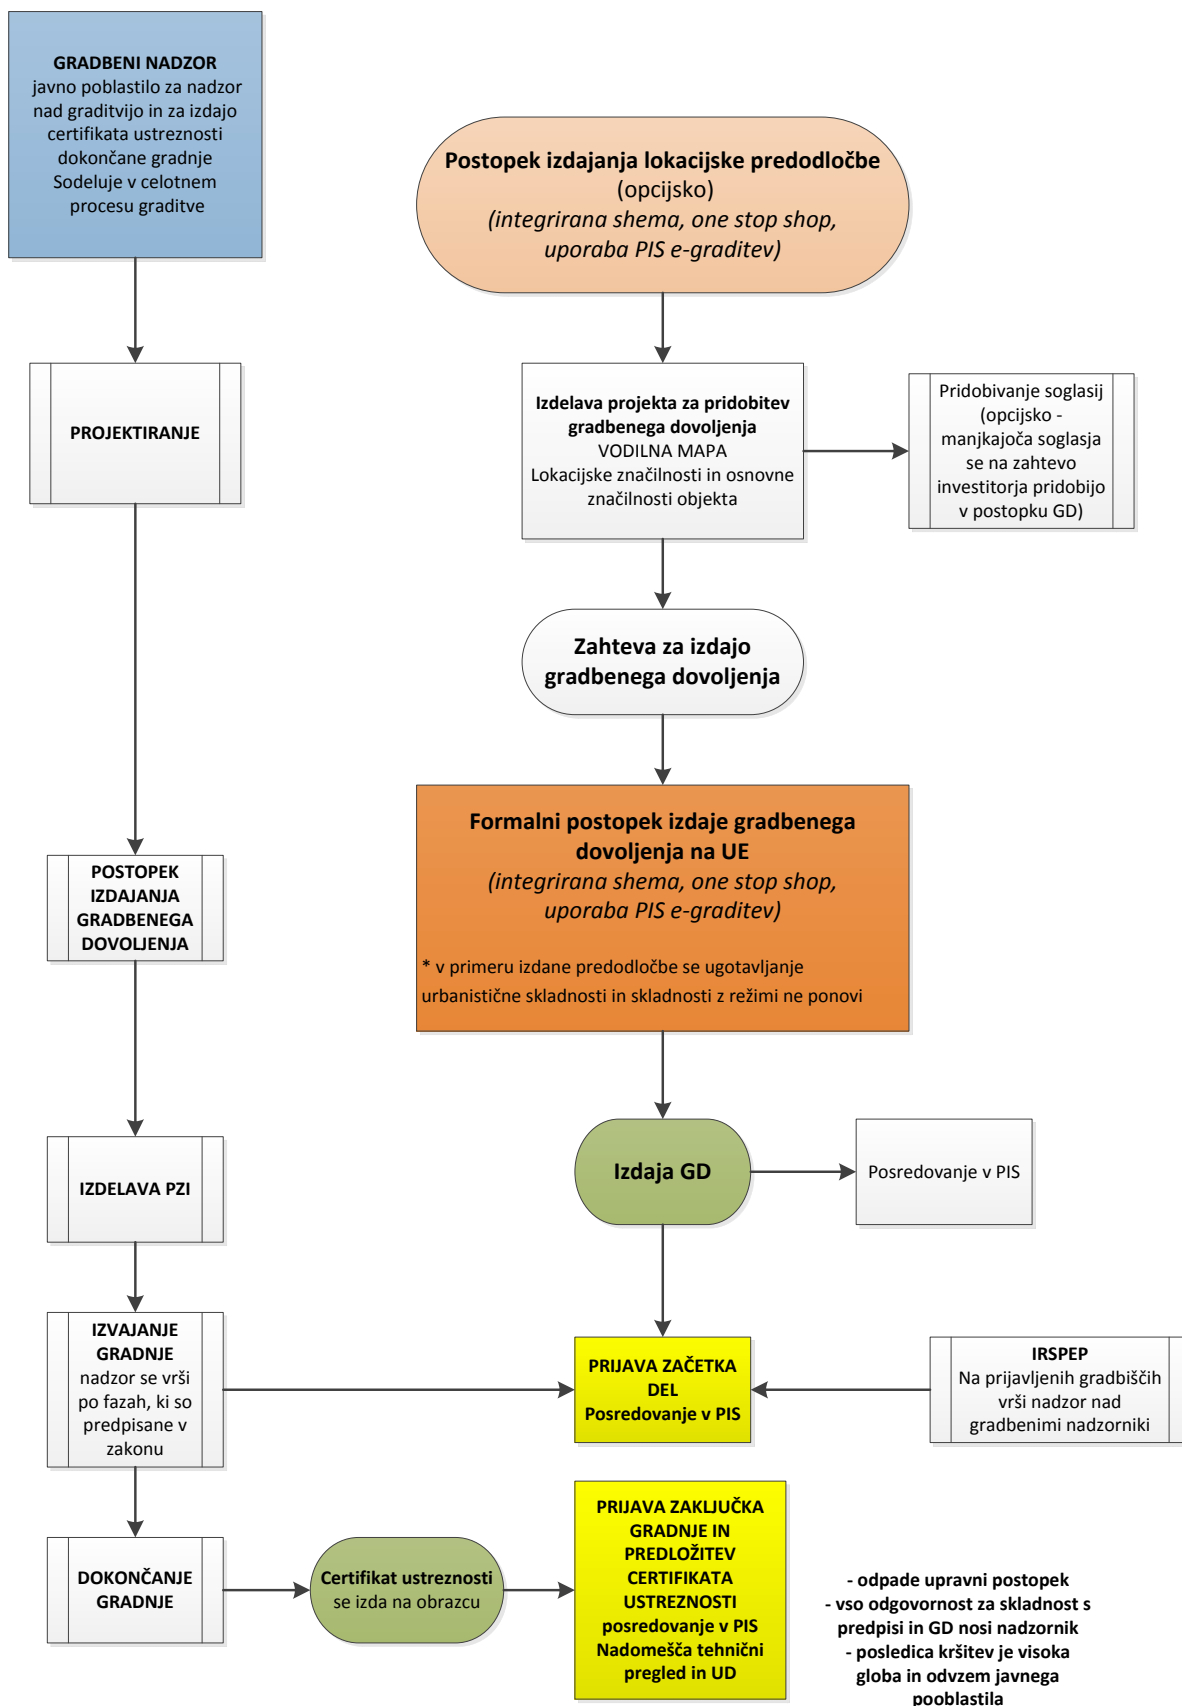 GRADBENI NADZOR
javno poblastilo za nadzor
nad graditvijo in za izdajo
certifikata ustreznosti
dokončane gradnje
Sodeluje v celotnem
procesu graditve
Postopek izdajanja lokacijske predodločbe
(opcijsko)
(integrirana shema, one stop shop,
uporaba PIS e-graditev)
PROJEKTIRANJE
Izdelava projekta za pridobitev
gradbenega dovoljenja
VODILNA MAPA
Lokacijske značilnosti in osnovne
značilnosti objekta
Pridobivanje soglasij
(opcijsko -
manjkajoča soglasja
se na zahtevo
investitorja pridobijo
v postopku GD)
Zahteva za izdajo
gradbenega dovoljenja
Formalni postopek izdaje gradbenega
dovoljenja na UE
(integrirana shema, one stop shop,
uporaba PIS e-graditev)
* v primeru izdane predodločbe se ugotavljanje
urbanistične skladnosti in skladnosti z režimi ne ponovi
POSTOPEK
IZDAJANJA
GRADBENEGA
DOVOLJENJA
IZDELAVA PZI
Izdaja GD
Posredovanje v PIS
IZVAJANJE
GRADNJE
nadzor se vrši
po fazah, ki so
predpisane v
zakonu
PRIJAVA ZAČETKA
DEL
Posredovanje v PIS
IRSPEP
Na prijavljenih gradbiščih
vrši nadzor nad
gradbenimi nadzorniki
DOKONČANJE
GRADNJE
Certifikat ustreznosti
se izda na obrazcu
PRIJAVA ZAKLJUČKA
GRADNJE IN
PREDLOŽITEV
CERTIFIKATA
USTREZNOSTI
posredovanje v PIS
Nadomešča tehnični
pregled in UD
- odpade upravni postopek
- vso odgovornost za skladnost s
predpisi in GD nosi nadzornik
- posledica kršitev je visoka
globa in odvzem javnega
pooblastila